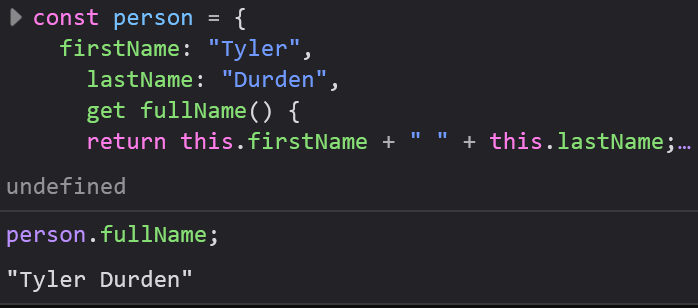 const person = {
firstName: "Tyler",
lastName: "Durden",
get fullName() {
return this.firstName + " " + this.lastName;…
undefined
person.fullName;
"Tyler Durden"